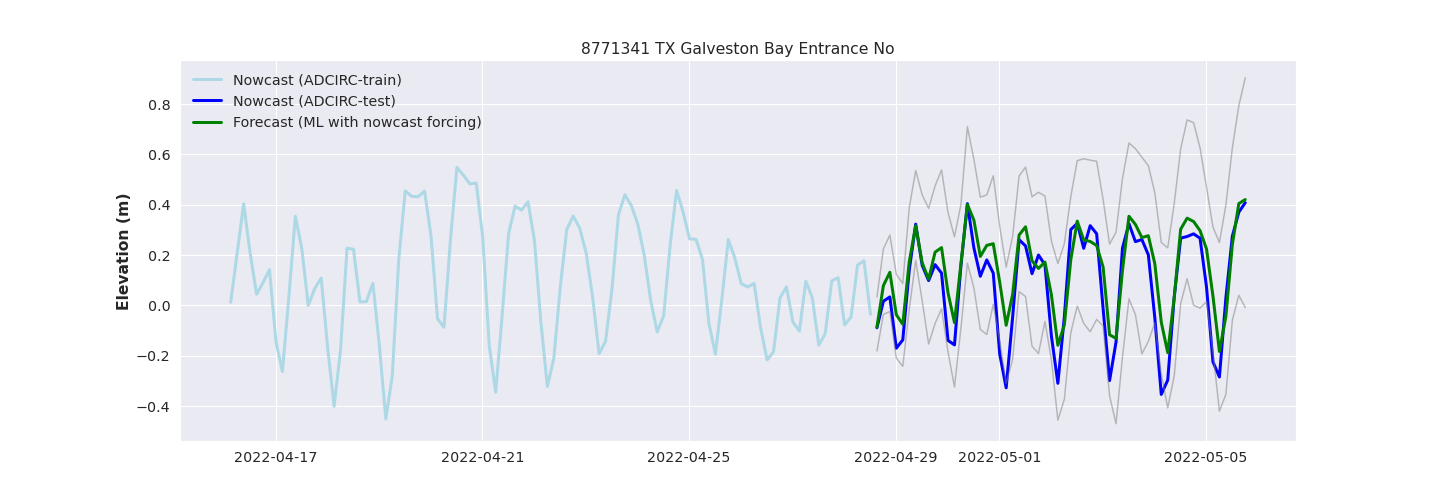 8771341 TX Galveston Bay Entrance No
Nowcast (ADCIRC-train)
Nowcast (ADCIRC-test)
Forecast (ML with nowcast forcing)
Elevation (m)
0.8
0.6
0.4
0.2
0.0
−0.2
−0.4
2022-04-17 2022-04-21 2022-04-25 2022-04-29 2022-05-01 2022-05-05